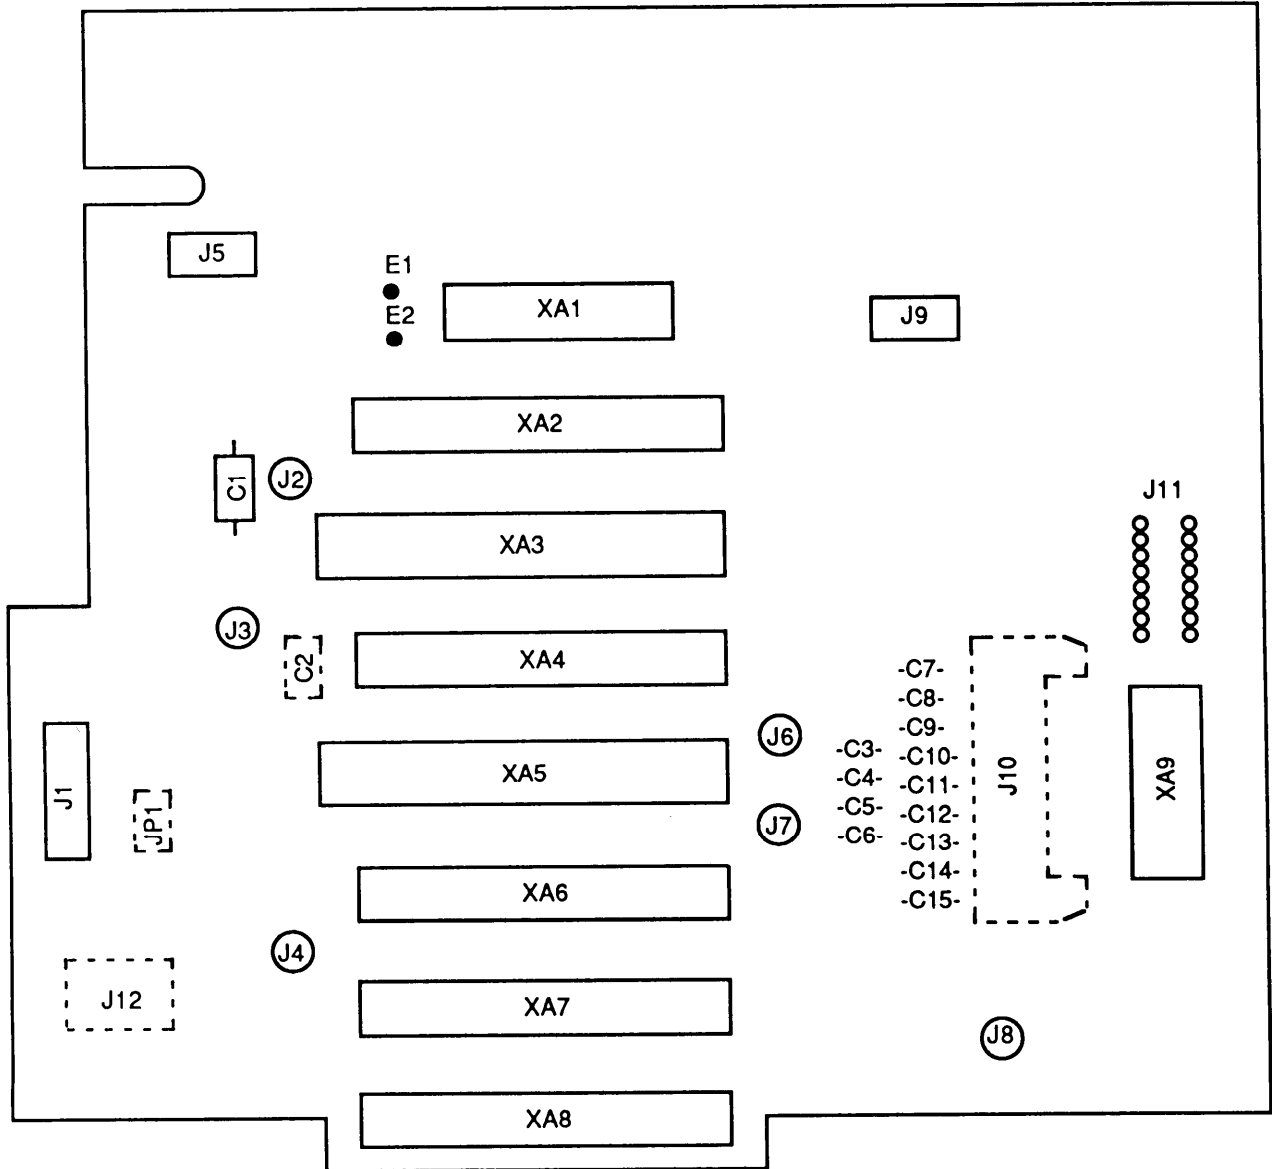 J5
E1
E2
XA1
J9
XA2
C1
J2
J11
XA3
J3
C2
XA4
-C7-
-C8-
-C9-
-C10-
-C11-
-C12-
-C13-
-C14-
-C15-
J6
-C3-
-C4-
-C5-
-C6-
J10
XA9
XA5
J1
JP1
J7
XA6
J4
J12
XA7
J8
XA8